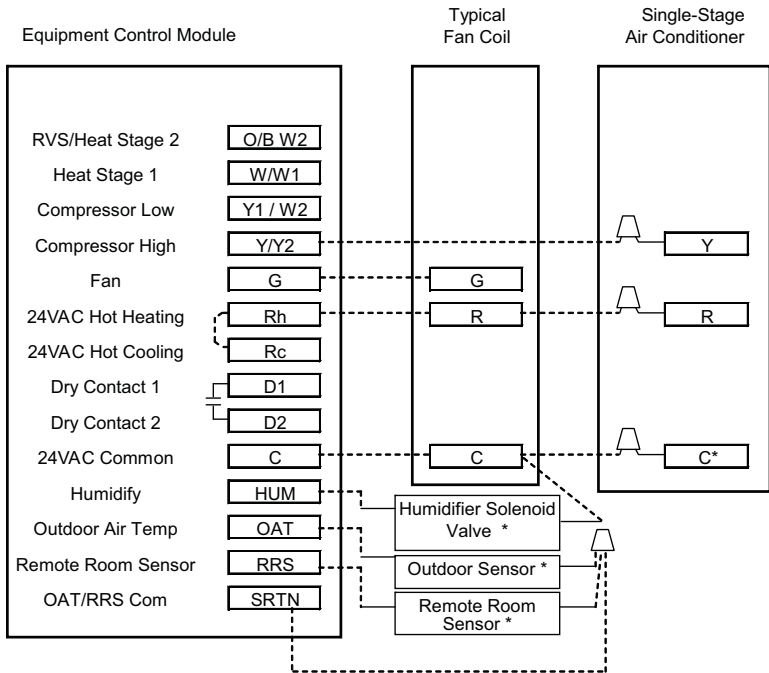 Equipment Control Module
Typical
Fan Coil
Single-Stage
Air Conditioner
RVS/Heat Stage 2 O/B W2
Heat Stage 1 W/W1
Compressor Low Y1 / W2
Compressor High Y/Y2 Y
Fan G G
24VAC Hot Heating Rh R R
24VAC Hot Cooling Rc
Dry Contact 1 D1
Dry Contact 2 D2
24VAC Common C C C*
Humidify HUM
Humidifier Solenoid
Valve *
Outdoor Air Temp OAT
Outdoor Sensor *
Remote Room Sensor RRS
Remote Room
Sensor *
OAT/RRS Com SRTN